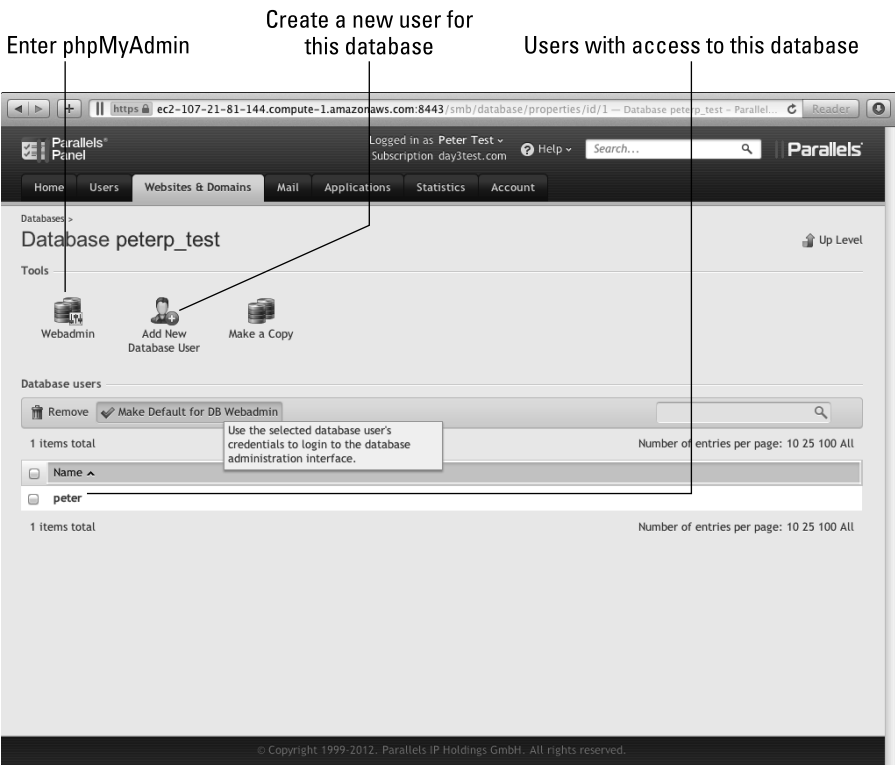 Enter phpMyAdmin
Create a new user for
this database
Users with access to this database
https ec2-107-21-81-144.compute-1.amazonaws.com:8443/smb/database/properties/id/1 — Database peterp_test – Parallel...
Reader
Parallels®
Panel
Logged in as Peter Test
Subscription day3test.com
Help
Search...
Parallels®
Home Users Websites & Domains Mail Applications Statistics Account
Databases >
Database peterp_test
Up Level
Tools
Webadmin
Add New
Database User
Make a Copy
Database users
Remove Make Default for DB Webadmin
Use the selected database user's
credentials to login to the database
administration interface.
1 items total Number of entries per page: 10 25 100 All
Name
peter
1 items total Number of entries per page: 10 25 100 All
© Copyright 1999-2012. Parallels IP Holdings GmbH. All rights reserved.